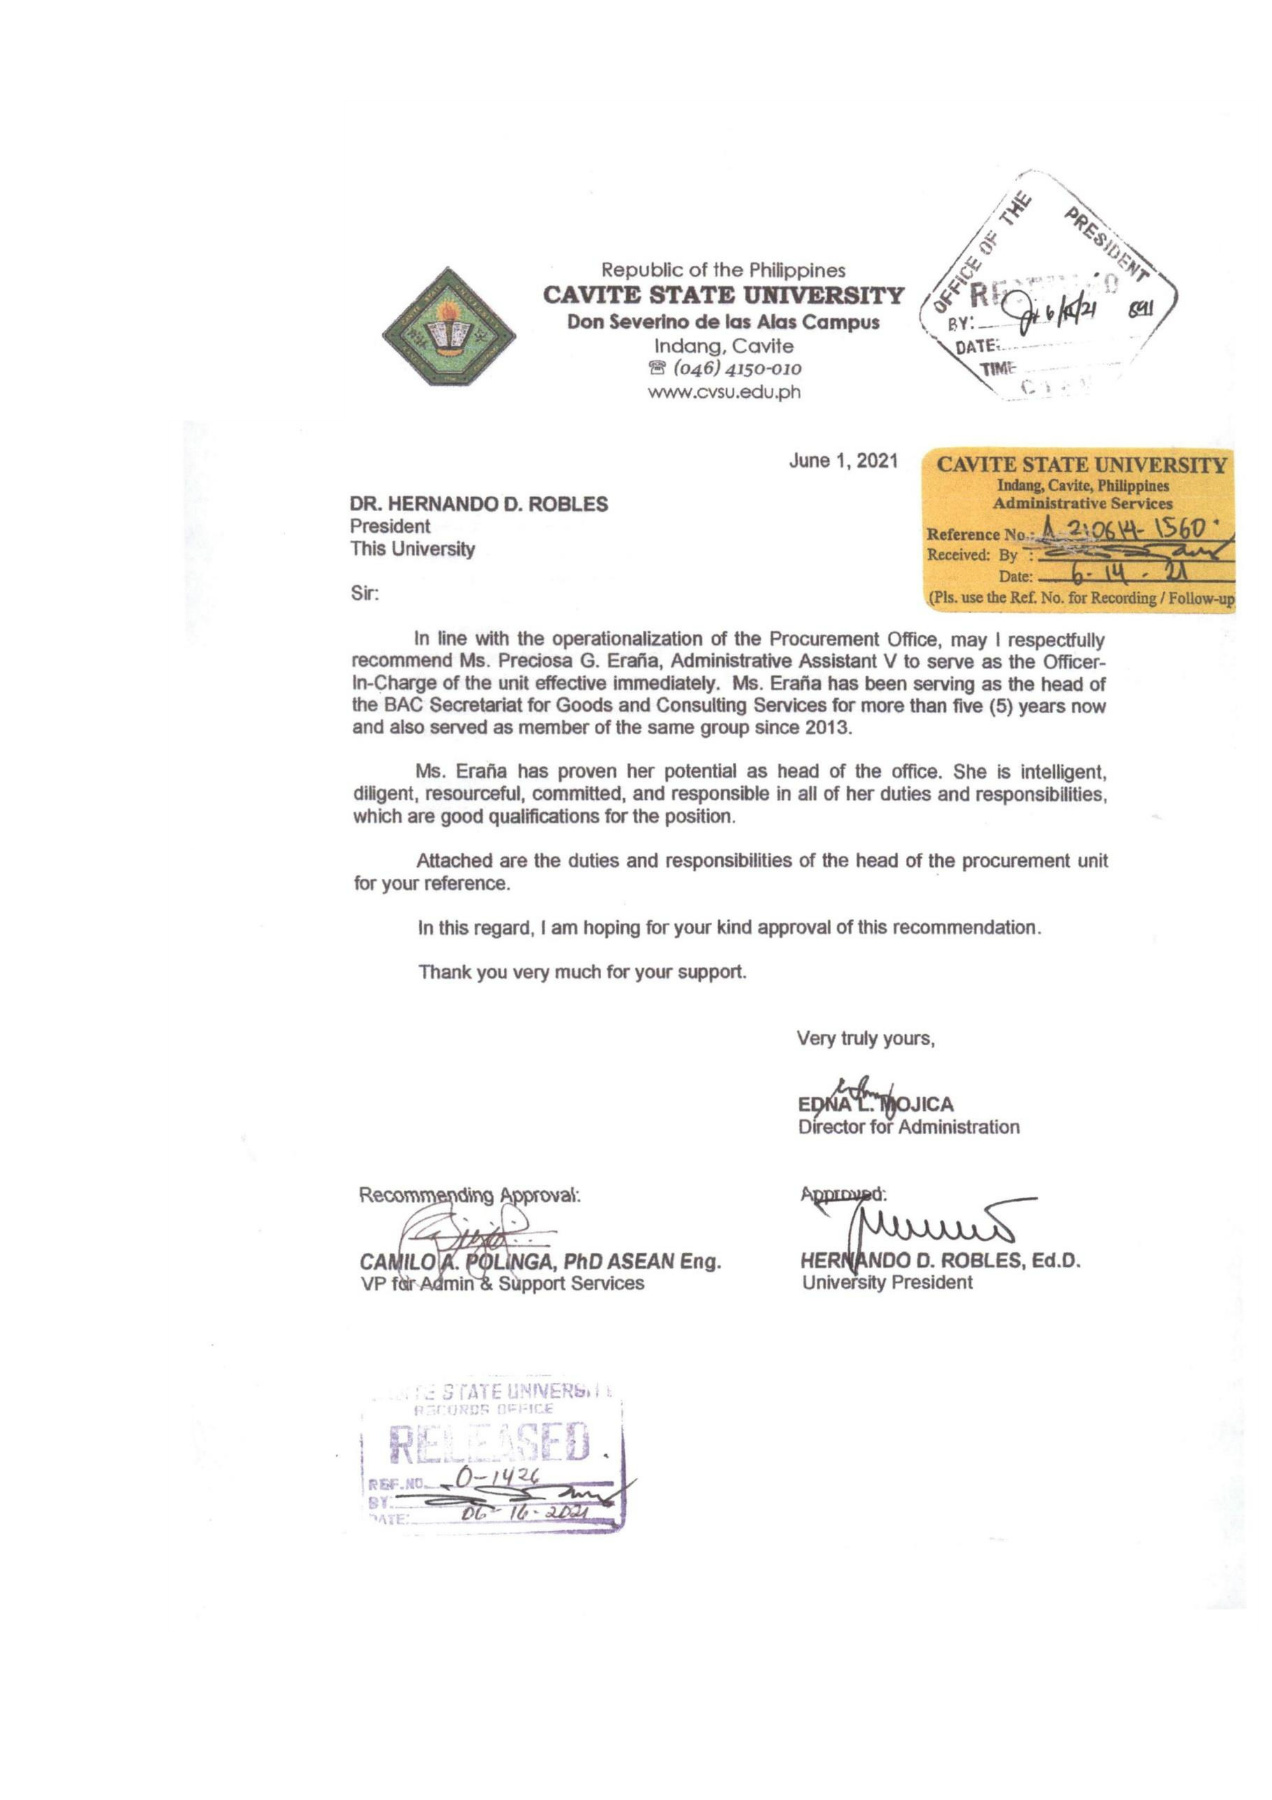 OFFICE OF THE PRESIDENT
BY: 891
DATE:
TIME
Republic of the Philippines
CAVITE STATE UNIVERSITY
Don Severino de las Alas Campus
Indang, Cavite
☎ (046) 4150-010
www.cvsu.edu.ph
June 1, 2021
CAVITE STATE UNIVERSITY
Indang, Cavite, Philippines
Administrative Services
Reference No.: A 210614-1560
Received: By :
Date: 6-14-21
(Pls. use the Ref. No. for Recording / Follow-up
DR. HERNANDO D. ROBLES
President
This University
Sir:
In line with the operationalization of the Procurement Office, may I respectfully
recommend Ms. Preciosa G. Eraña, Administrative Assistant V to serve as the Officer-
In-Charge of the unit effective immediately. Ms. Eraña has been serving as the head of
the BAC Secretariat for Goods and Consulting Services for more than five (5) years now
and also served as member of the same group since 2013.
Ms. Eraña has proven her potential as head of the office. She is intelligent,
diligent, resourceful, committed, and responsible in all of her duties and responsibilities,
which are good qualifications for the position.
Attached are the duties and responsibilities of the head of the procurement unit
for your reference.
In this regard, I am hoping for your kind approval of this recommendation.
Thank you very much for your support.
Very truly yours,
EDNA L. MOJICA
Director for Administration
Recommending Approval:
CAMILO A. POLINGA, PhD ASEAN Eng.
VP for Admin & Support Services
Approved:
HERNANDO D. ROBLES, Ed.D.
University President
STATE UNIVERSITY
RECORDS OFFICE
RELEASED
REF.NO. O-1426
BY:
DATE: 06-16-2021